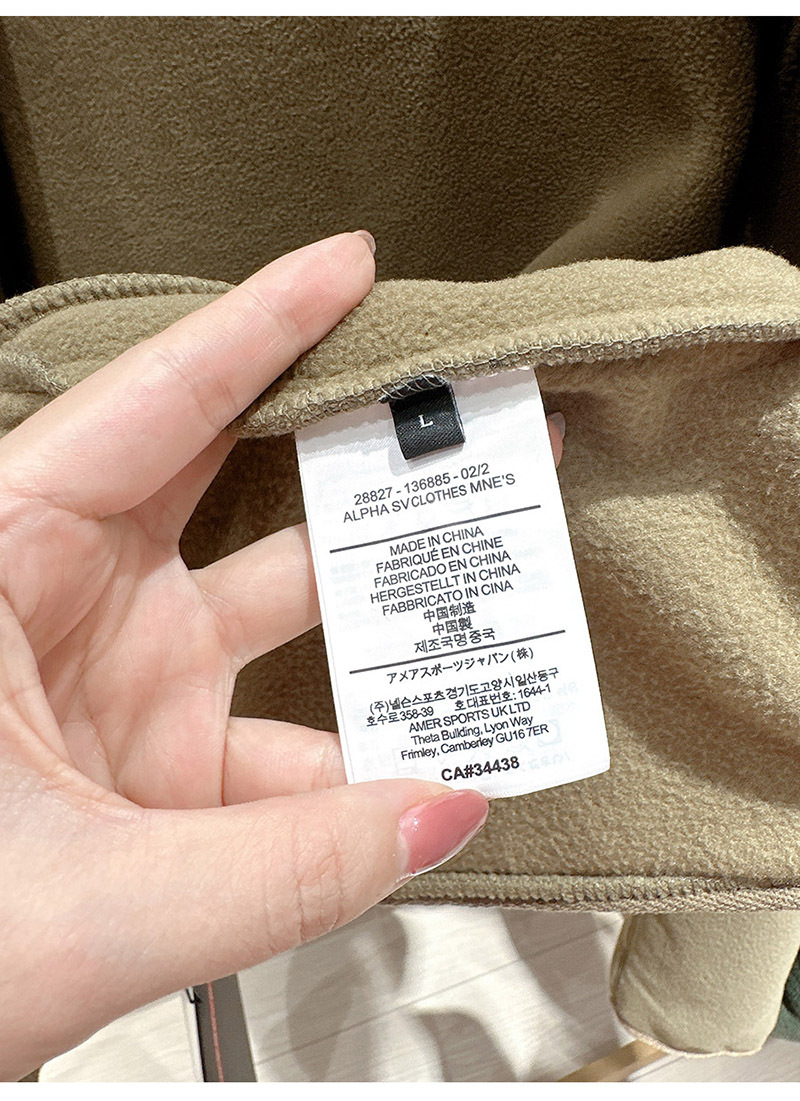 L
28827 - 136885 - 02/2
ALPHA SV CLOTHES MNE'S
MADE IN CHINA
FABRIQUÉ EN CHINE
FABRICADO EN CHINA
HERGESTELLT IN CHINA
FABBRICATO IN CINA
中国制造
中国製
제조국명중국
アメアスポーツジャパン(株)
(주)넬슨스포츠경기도고양시일산동구
호수로358-39 호대표번호: 1644-1
AMER SPORTS UK LTD
Theta Bullding, Lyon Way
Frimley, Camberley GU16 7ER
CA#34438